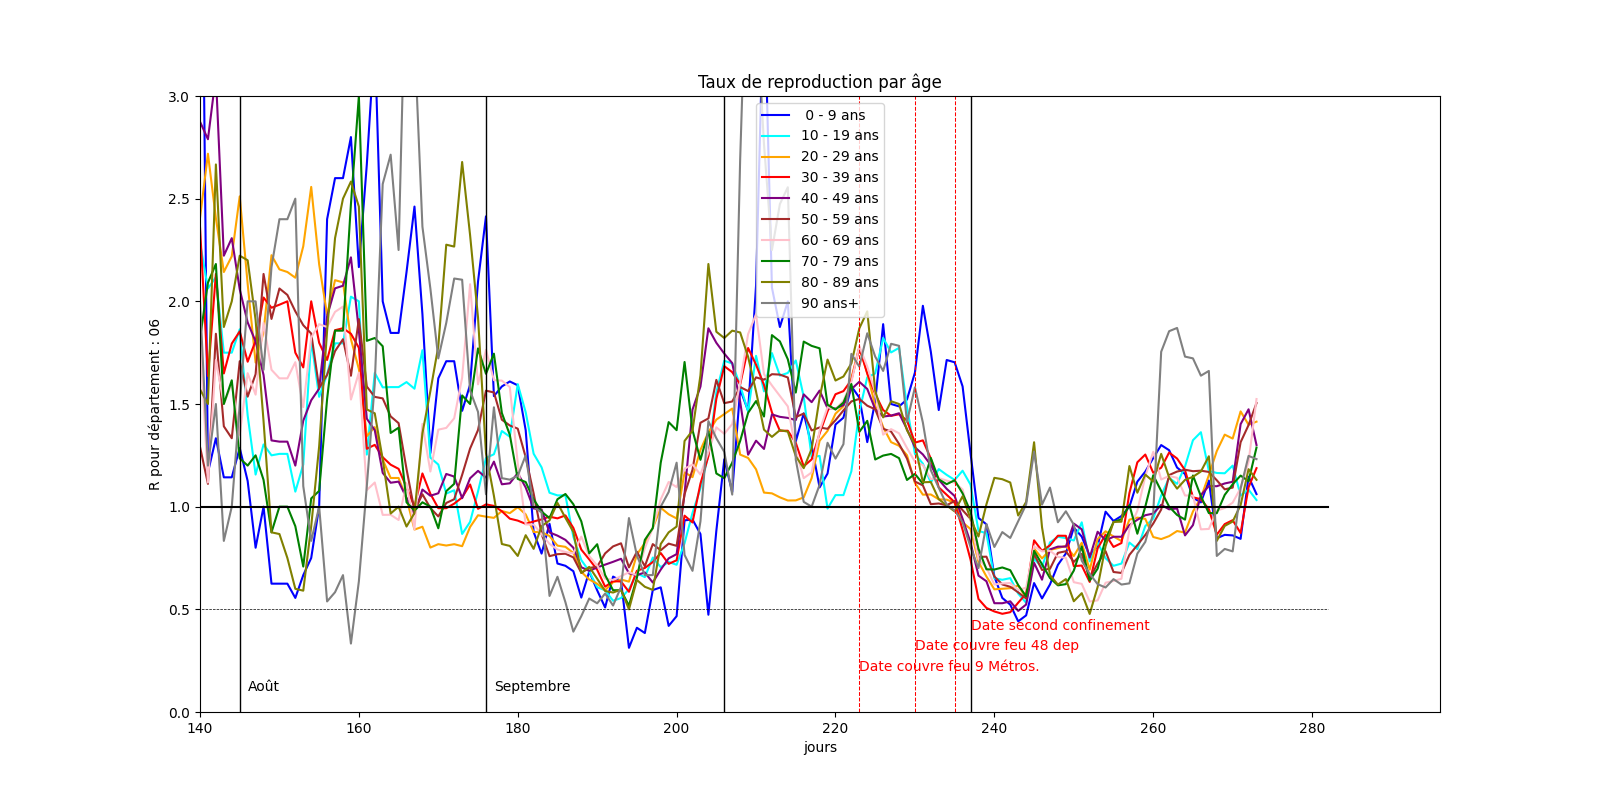 Taux de reproduction par âge
R pour département : 06
3.0
2.5
2.0
1.5
1.0
0.5
0.0
0 - 9 ans
10 - 19 ans
20 - 29 ans
30 - 39 ans
40 - 49 ans
50 - 59 ans
60 - 69 ans
70 - 79 ans
80 - 89 ans
90 ans+
Date second confinement
Date couvre feu 48 dep
Date couvre feu 9 Métros.
Août
Septembre
140 160 180 200 220 240 260 280
jours